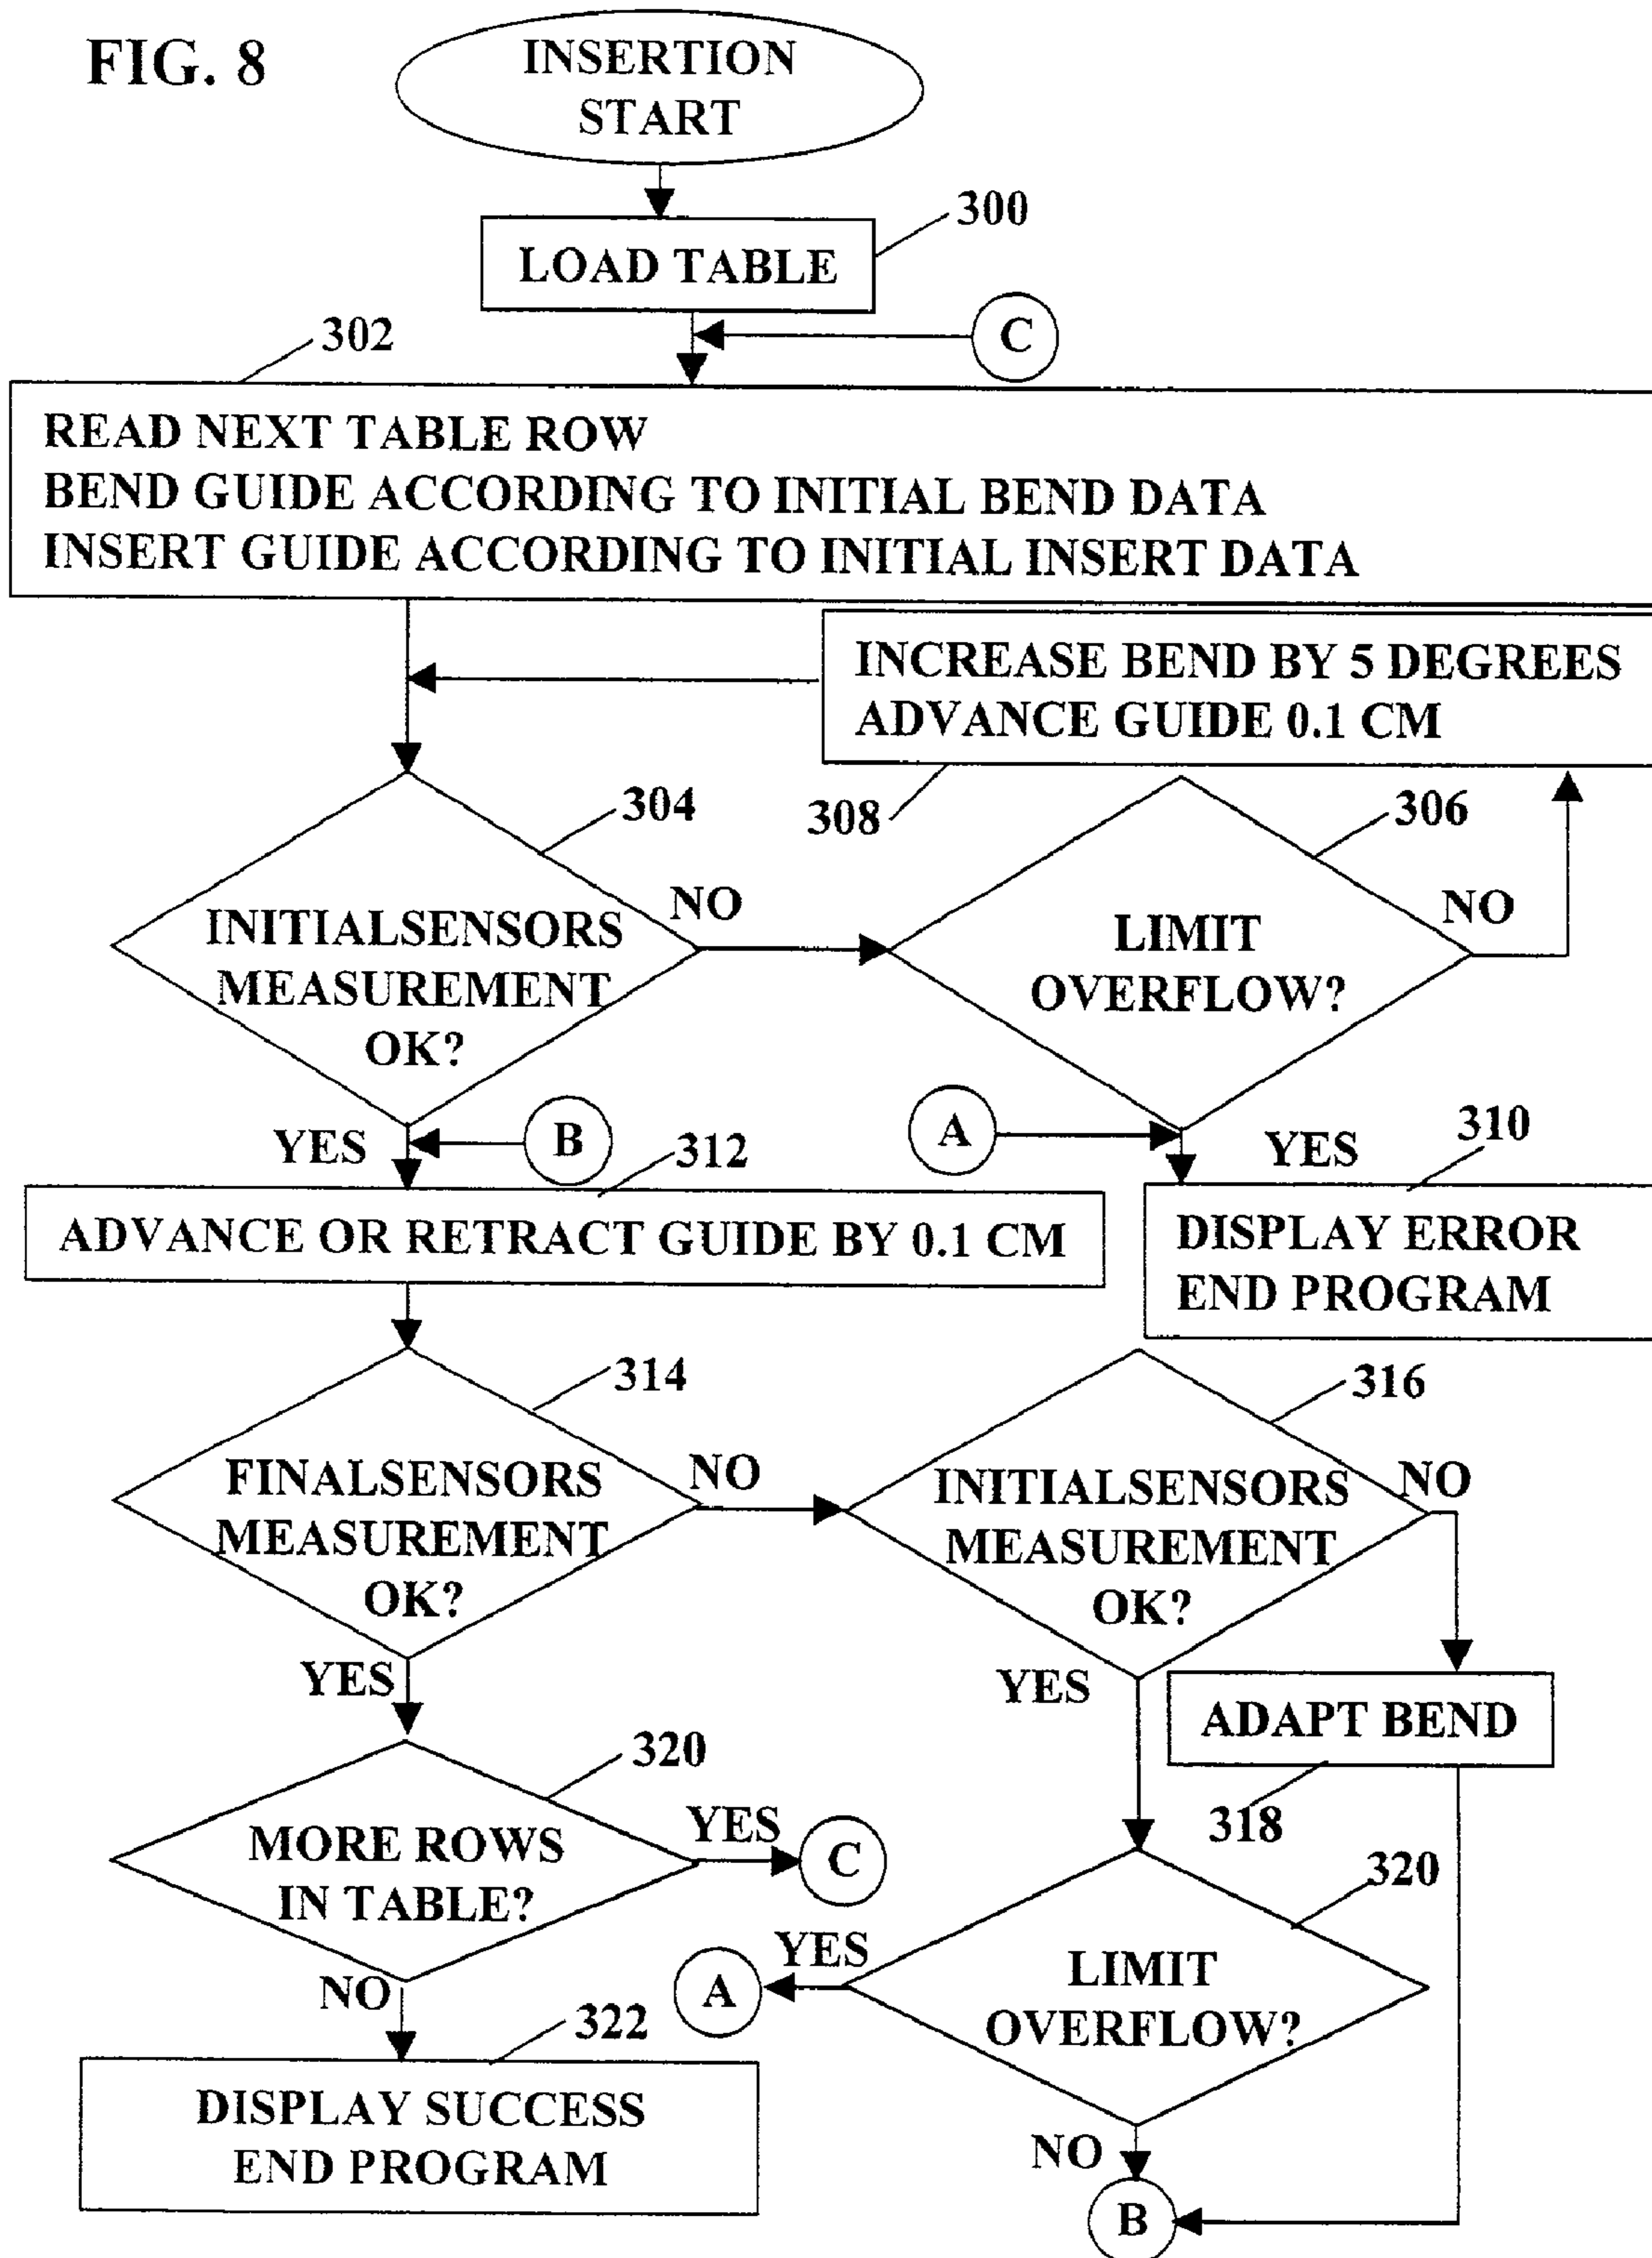 FIG. 8
INSERTION
START
300
LOAD TABLE
C
302
READ NEXT TABLE ROW
BEND GUIDE ACCORDING TO INITIAL BEND DATA
INSERT GUIDE ACCORDING TO INITIAL INSERT DATA
INCREASE BEND BY 5 DEGREES
ADVANCE GUIDE 0.1 CM
304
308
306
NO
NO
INITIALSENSORS
MEASUREMENT
OK?
LIMIT
OVERFLOW?
YES
B
312
A
YES
310
ADVANCE OR RETRACT GUIDE BY 0.1 CM
DISPLAY ERROR
END PROGRAM
314
316
FINALSENSORS
MEASUREMENT
OK?
NO
INITIALSENSORS
MEASUREMENT
OK?
NO
YES
YES
ADAPT BEND
318
320
MORE ROWS
IN TABLE?
YES
C
320
LIMIT
OVERFLOW?
YES
A
NO
322
DISPLAY SUCCESS
END PROGRAM
NO
B